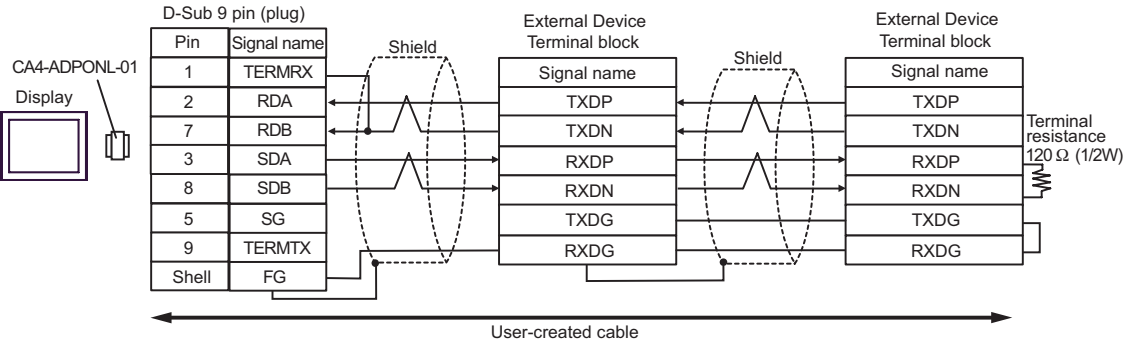 D-Sub 9 pin (plug)
External Device
Terminal block
External Device
Terminal block
CA4-ADPONL-01
Display
Pin Signal name
1 TERMRX
2 RDA
7 RDB
3 SDA
8 SDB
5 SG
9 TERMTX
Shell FG
Shield
Signal name
TXDP
TXDN
RXDP
RXDN
TXDG
RXDG
Shield
Signal name
TXDP
TXDN
RXDP
RXDN
TXDG
RXDG
Terminal
resistance
120 Ω (1/2W)
User-created cable